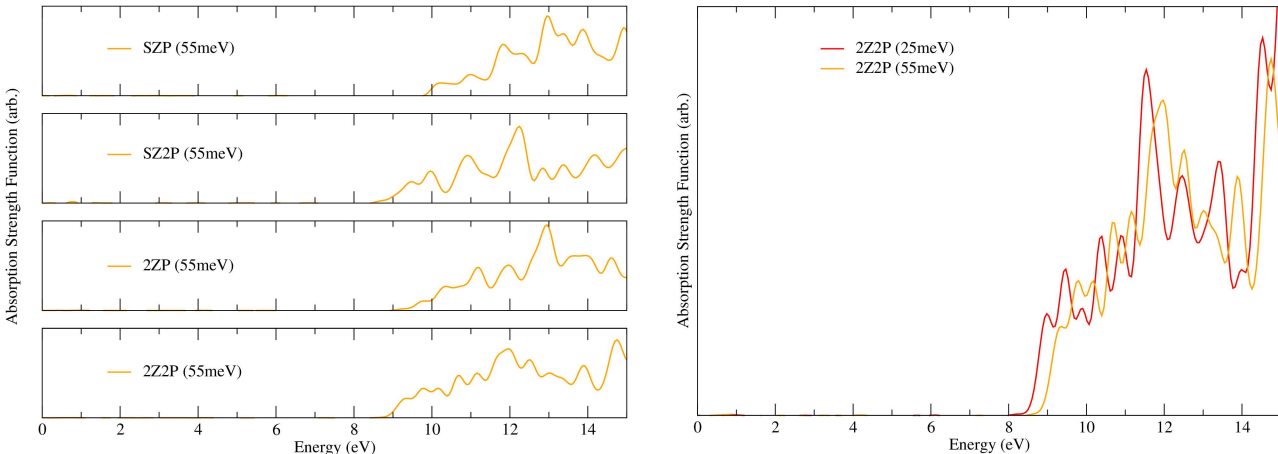 Absorption Strength Function (arb.)
SZP (55meV)
SZ2P (55meV)
2ZP (55meV)
2Z2P (55meV)
0 2 4 6 8 10 12 14
Energy (eV)
Absorption Strength Function (arb.)
2Z2P (25meV)
2Z2P (55meV)
0 2 4 6 8 10 12 14
Energy (eV)